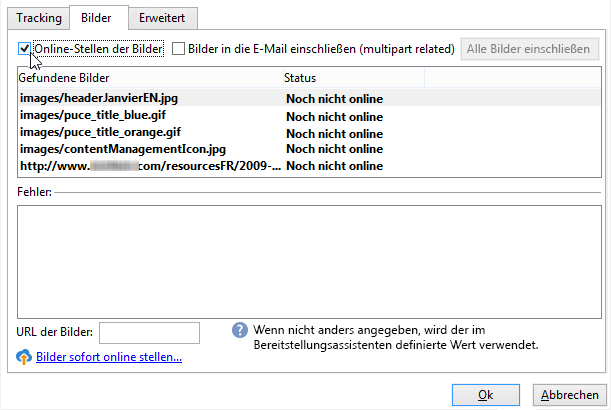 Tracking Bilder Erweitert
Online-Stellen der Bilder Bilder in die E-Mail einschließen (multipart related) Alle Bilder einschließen
Gefundene Bilder Status
images/headerJanvierEN.jpg Noch nicht online
images/puce_title_blue.gif Noch nicht online
images/puce_title_orange.gif Noch nicht online
images/contentManagementIcon.jpg Noch nicht online
http://www. com/resourcesFR/2009-... Noch nicht online
Fehler:
URL der Bilder: Wenn nicht anders angegeben, wird der im
Bereitstellungsassistenten definierte Wert verwendet.
Bilder sofort online stellen...
Ok Abbrechen